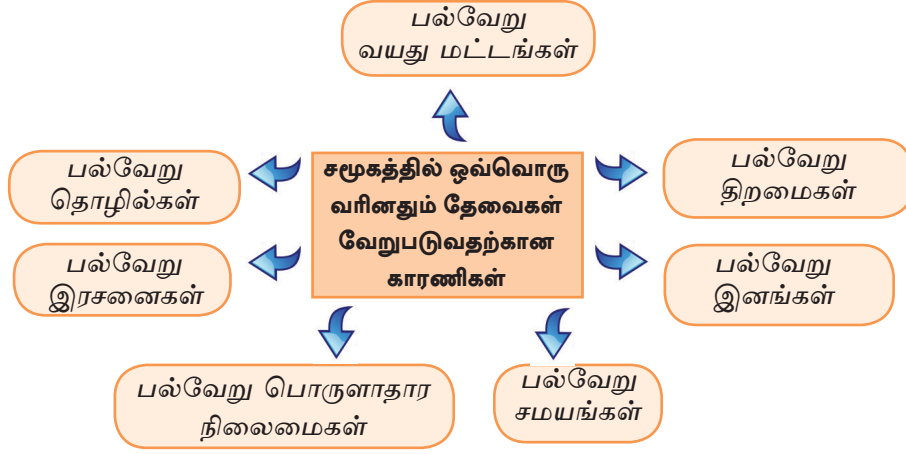 பல்வேறு
வயது மட்டங்கள்
பல்வேறு
தொழில்கள்
சமூகத்தில் ஒவ்வொரு
வரினதும் தேவைகள்
வேறுபடுவதற்கான
காரணிகள்
பல்வேறு
திறமைகள்
பல்வேறு
இரசனைகள்
பல்வேறு
இனங்கள்
பல்வேறு பொருளாதார
நிலைமைகள்
பல்வேறு
சமயங்கள்